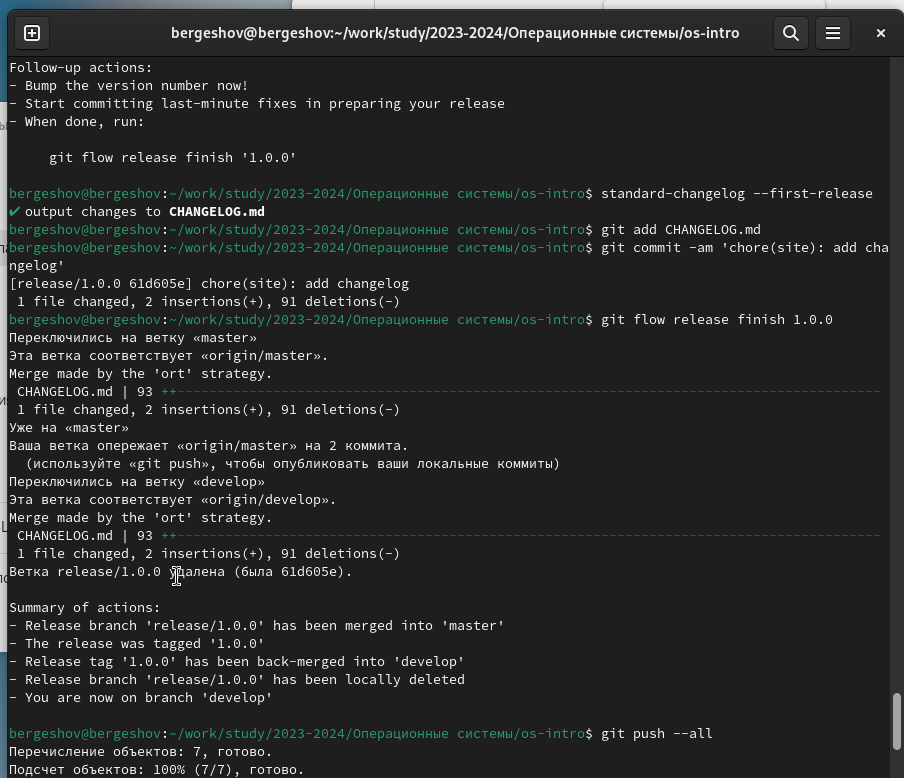 bergeshov@bergeshov:~/work/study/2023-2024/Операционные системы/os-intro
Follow-up actions:
- Bump the version number now!
- Start committing last-minute fixes in preparing your release
- When done, run:
git flow release finish '1.0.0'
bergeshov@bergeshov:~/work/study/2023-2024/Операционные системы/os-intro$ standard-changelog --first-release
✔ output changes to CHANGELOG.md
bergeshov@bergeshov:~/work/study/2023-2024/Операционные системы/os-intro$ git add CHANGELOG.md
bergeshov@bergeshov:~/work/study/2023-2024/Операционные системы/os-intro$ git commit -am 'chore(site): add cha
ngelog'
[release/1.0.0 61d605e] chore(site): add changelog
1 file changed, 2 insertions(+), 91 deletions(-)
bergeshov@bergeshov:~/work/study/2023-2024/Операционные системы/os-intro$ git flow release finish 1.0.0
Переключились на ветку «master»
Эта ветка соответствует «origin/master».
Merge made by the 'ort' strategy.
CHANGELOG.md | 93 ++-------------------------------------------------------------------------------------------
1 file changed, 2 insertions(+), 91 deletions(-)
Уже на «master»
Ваша ветка опережает «origin/master» на 2 коммита.
(используйте «git push», чтобы опубликовать ваши локальные коммиты)
Переключились на ветку «develop»
Эта ветка соответствует «origin/develop».
Merge made by the 'ort' strategy.
CHANGELOG.md | 93 ++-------------------------------------------------------------------------------------------
1 file changed, 2 insertions(+), 91 deletions(-)
Ветка release/1.0.0 удалена (была 61d605e).
Summary of actions:
- Release branch 'release/1.0.0' has been merged into 'master'
- The release was tagged '1.0.0'
- Release tag '1.0.0' has been back-merged into 'develop'
- Release branch 'release/1.0.0' has been locally deleted
- You are now on branch 'develop'
bergeshov@bergeshov:~/work/study/2023-2024/Операционные системы/os-intro$ git push --all
Перечисление объектов: 7, готово.
Подсчет объектов: 100% (7/7), готово.